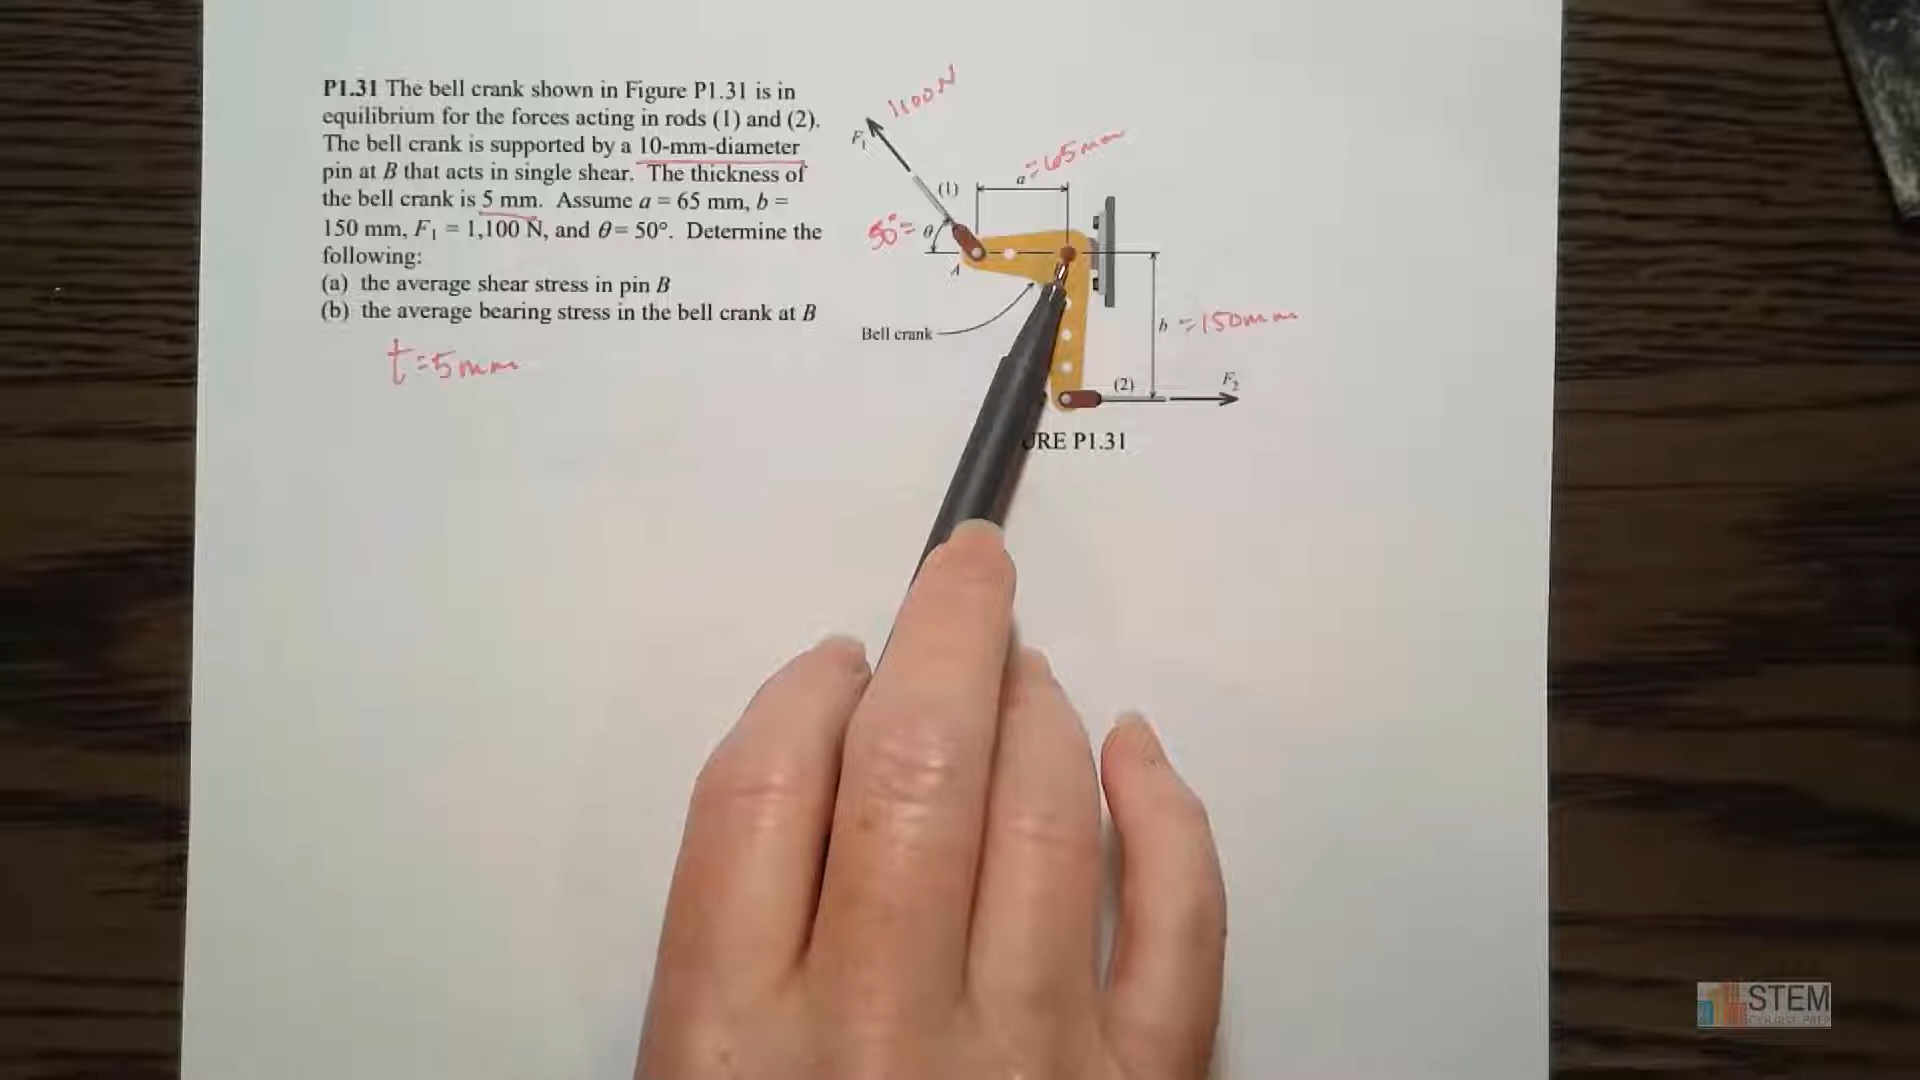 P1.31 The bell crank shown in Figure P1.31 is in
equilibrium for the forces acting in rods (1) and (2).
The bell crank is supported by a 10-mm-diameter
pin at B that acts in single shear. The thickness of
the bell crank is 5 mm. Assume a = 65 mm, b =
150 mm, F₁ = 1,100 N, and θ = 50°. Determine the
following:
(a) the average shear stress in pin B
(b) the average bearing stress in the bell crank at B
t = 5mm
1100N
F₁
a = 65mm
(1)
50° = θ
A
Bell crank
b = 150mm
(2)
F₂
URE P1.31
STEM